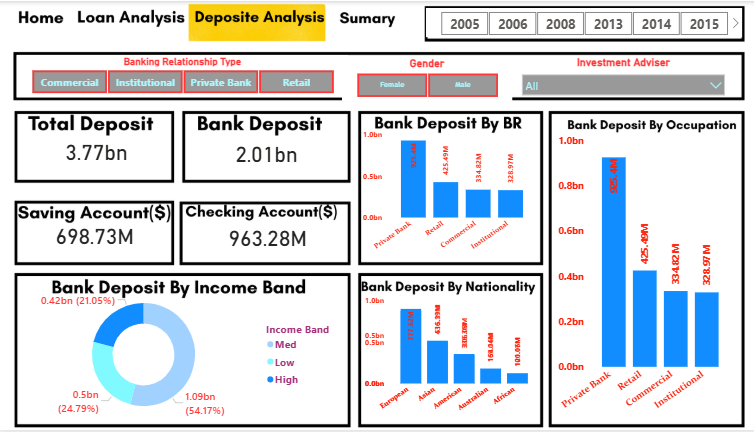 Home Loan Analysis Deposite Analysis Sumary
2005 2006 2008 2013 2014 2015
Banking Relationship Type
Commercial Institutional Private Bank Retail
Gender
Female Male
Investment Adviser
All
Total Deposit
3.77bn
Bank Deposit
2.01bn
Saving Account($)
698.73M
Checking Account($)
963.28M
Bank Deposit By BR
1.0bn
0.5bn
0.0bn
425.49M
334.82M
328.97M
Private Bank
Retail
Commercial
Institutional
Bank Deposit By Occupation
1.0bn
0.8bn
0.6bn
0.4bn
0.2bn
0.0bn
925.4M
425.49M
334.82M
328.97M
Private Bank
Retail
Commercial
Institutional
Bank Deposit By Income Band
0.42bn (21.05%)
0.5bn
(24.79%)
1.09bn
(54.17%)
Income Band
Med
Low
High
Bank Deposit By Nationality
1.0bn
0.5bn
0.0bn
European
Asian
American
Australian
African